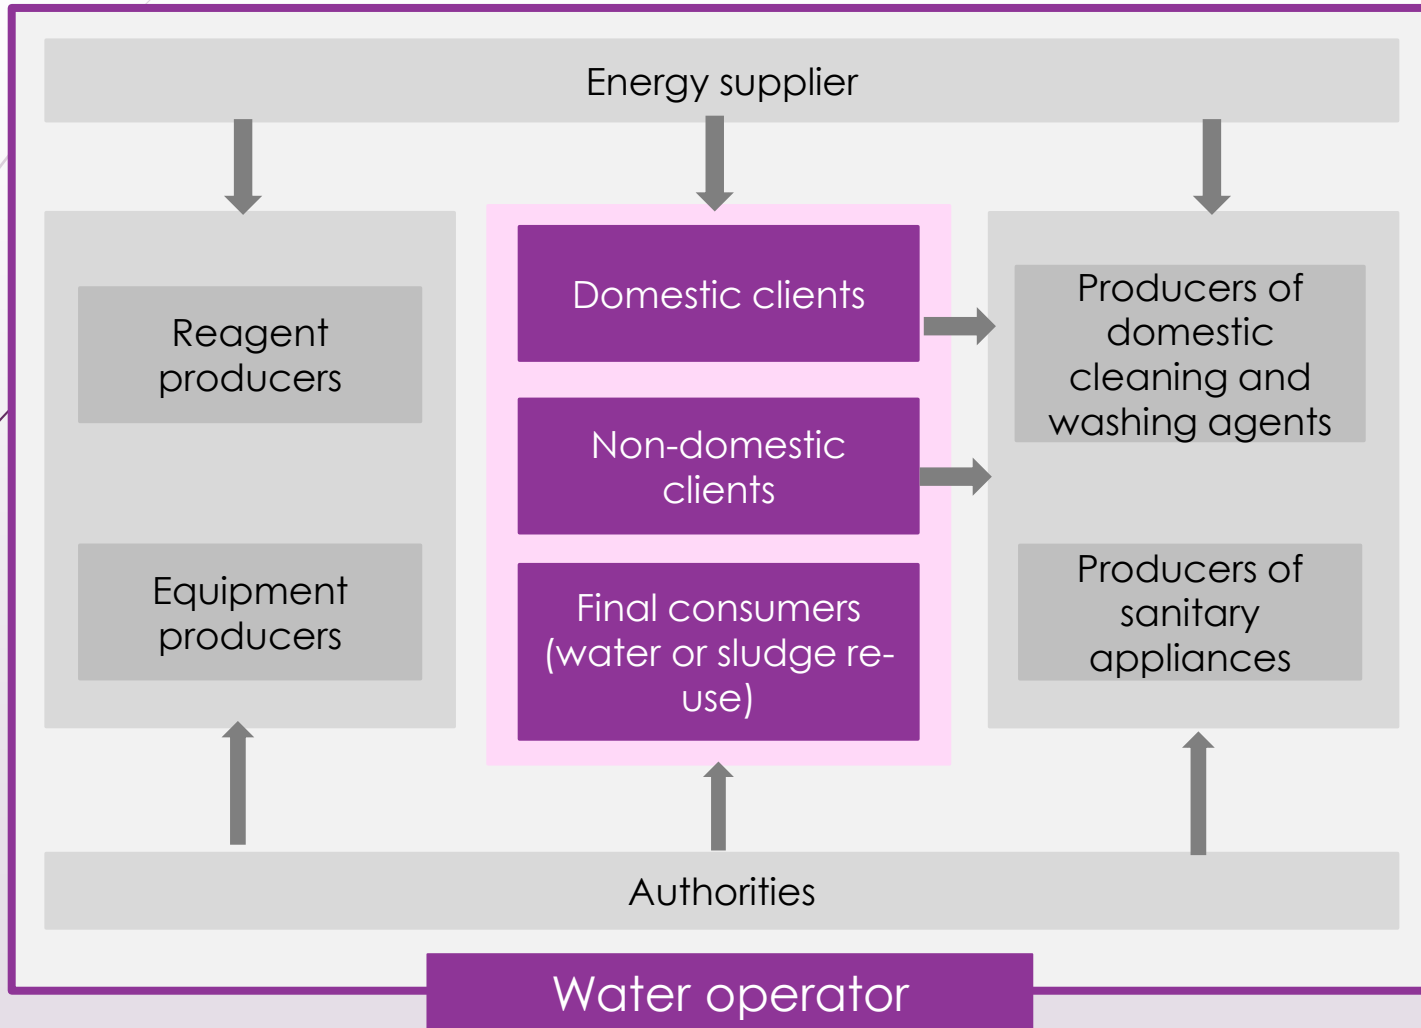 Energy supplier
Reagent
producers
Equipment
producers
Domestic clients
Non-domestic
clients
Final consumers
(water or sludge re-
use)
Producers of
domestic
cleaning and
washing agents
Producers of
sanitary
appliances
Authorities
Water operator